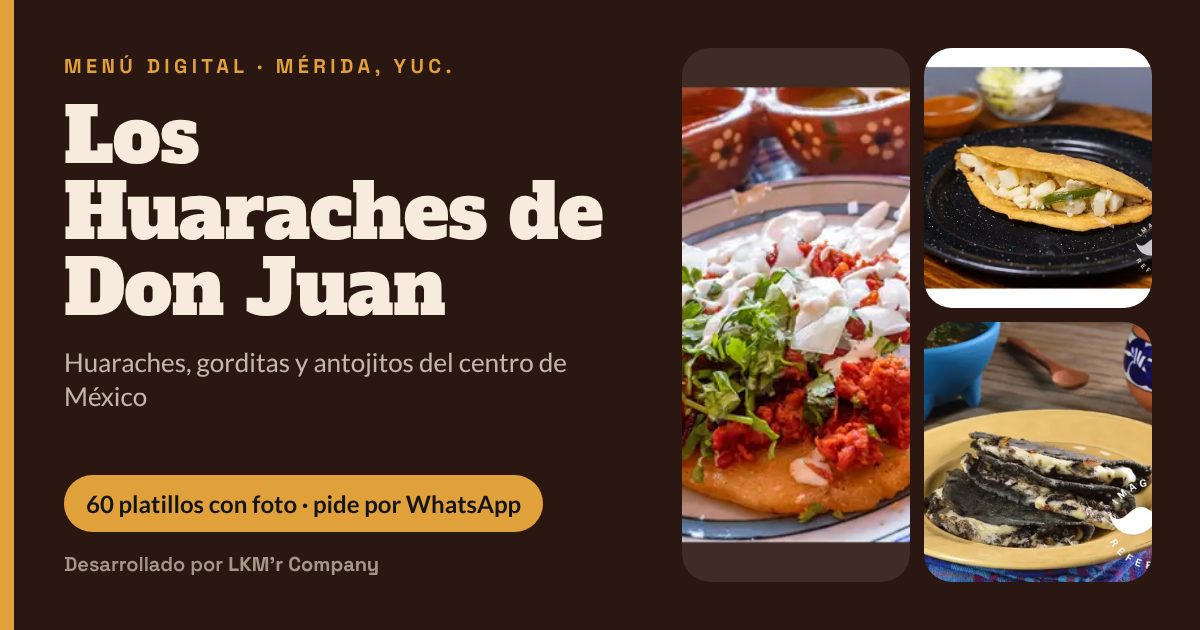 MENÚ DIGITAL · MÉRIDA, YUC.
Los
Huaraches de
Don Juan
Huaraches, gorditas y antojitos del centro de
México
60 platillos con foto · pide por WhatsApp
Desarrollado por LKM’r Company